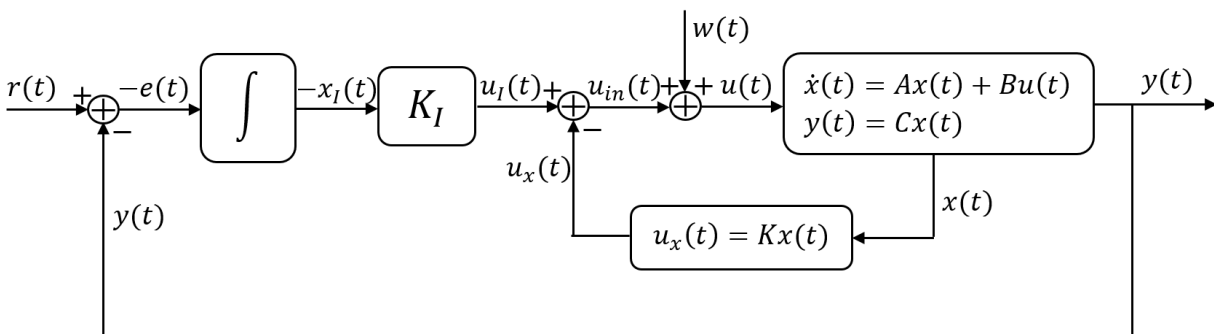 w(t)
r(t) + −e(t) ∫ −x_I(t) K_I u_I(t) + u_in(t) + + u(t) ẋ(t) = Ax(t) + Bu(t) y(t)
− − y(t) = Cx(t)
u_x(t)
y(t) x(t)
u_x(t) = Kx(t)